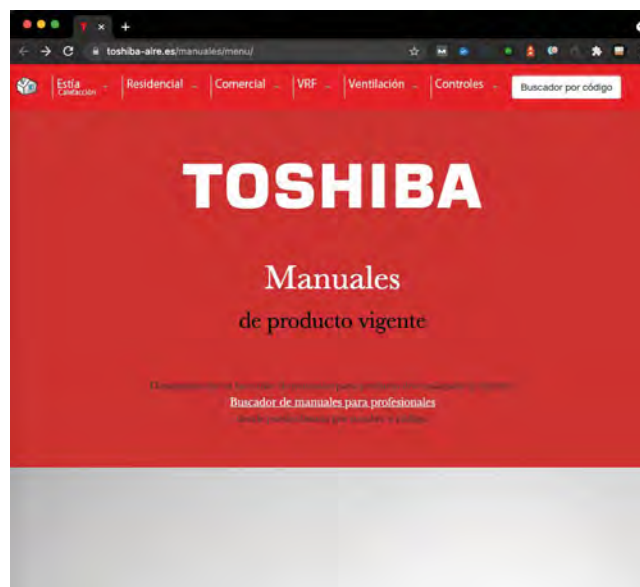 toshiba-aire.es/manuales/menu/
Estía Residencial Comercial VRF Ventilación Controles Buscador por código
Calefacción
TOSHIBA
Manuales
de producto vigente
Buscador de manuales para profesionales